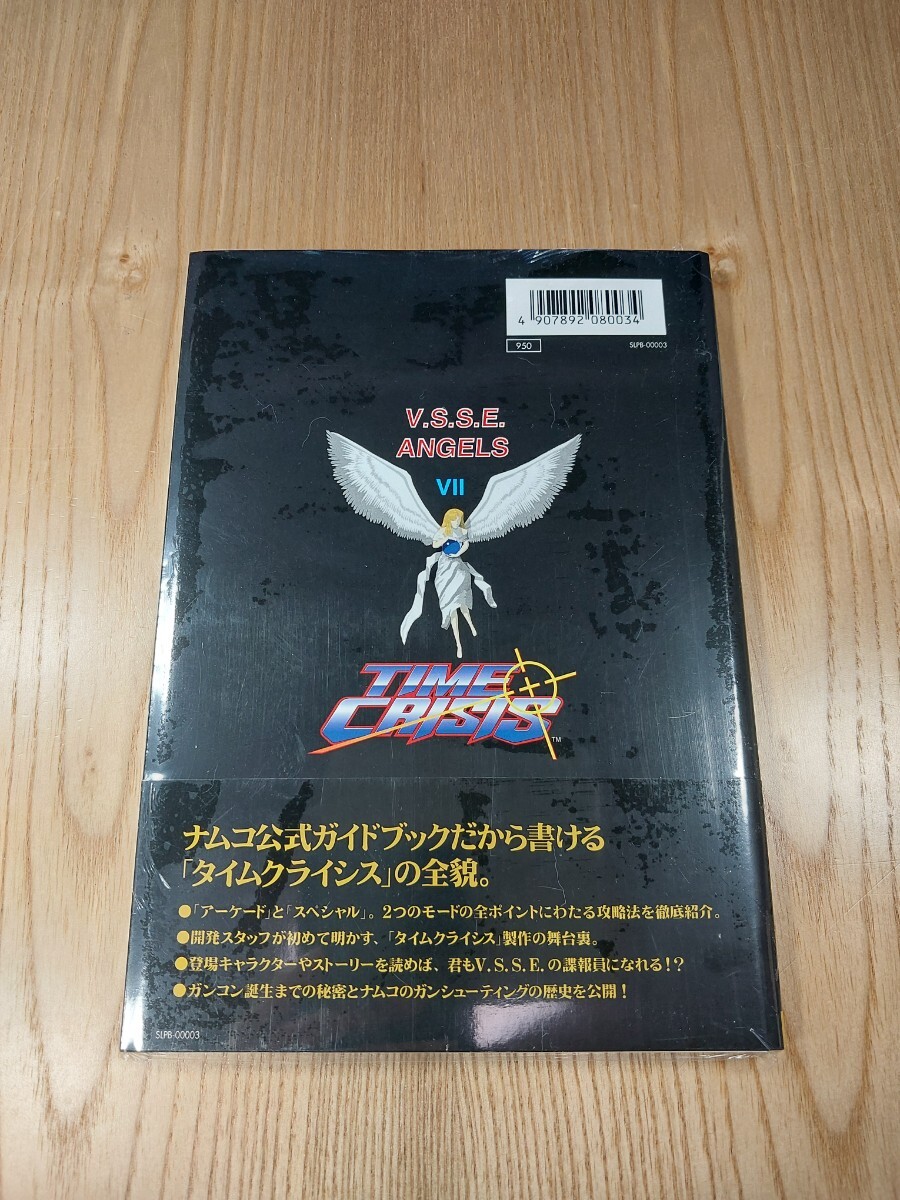 4 907892 080034
950
SLPB-00003
V.S.S.E.
ANGELS
VII
TIME
CRISIS™
ナムコ公式ガイドブックだから書ける
「タイムクライシス」の全貌。
●「アーケード」と「スペシャル」。2つのモードの全ポイントにわたる攻略法を徹底紹介。
●開発スタッフが初めて明かす、「タイムクライシス」製作の舞台裏。
●登場キャラクターやストーリーを読めば、君もV.S.S.E.の諜報員になれる!?
●ガンコン誕生までの秘密とナムコのガンシューティングの歴史を公開!
SLPB-00003